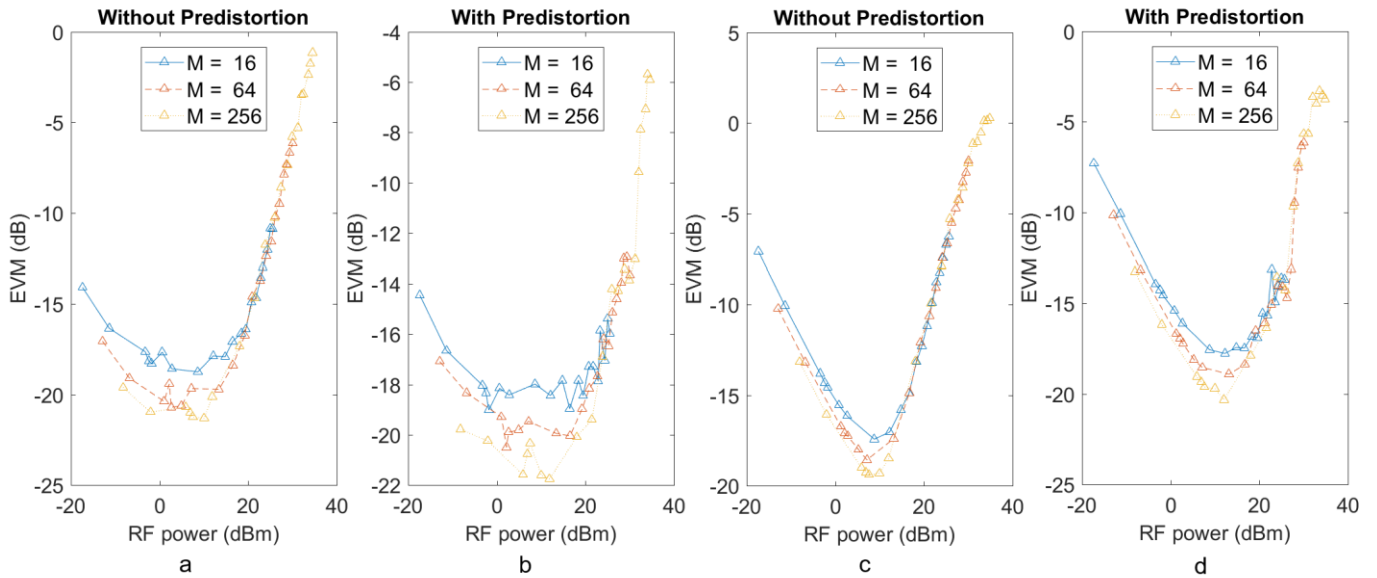 Without Predistortion
0
-5
-10
-15
-20
-25
EVM (dB)
M = 16
M = 64
M = 256
-20
0
20
40
RF power (dBm)
a
With Predistortion
-4
-6
-8
-10
-12
-14
-16
-18
-20
-22
EVM (dB)
M = 16
M = 64
M = 256
-20
0
20
40
RF power (dBm)
b
Without Predistortion
5
0
-5
-10
-15
-20
EVM (dB)
M = 16
M = 64
M = 256
-20
0
20
40
RF power (dBm)
c
With Predistortion
0
-5
-10
-15
-20
-25
EVM (dB)
M = 16
M = 64
M = 256
-20
0
20
40
RF power (dBm)
d